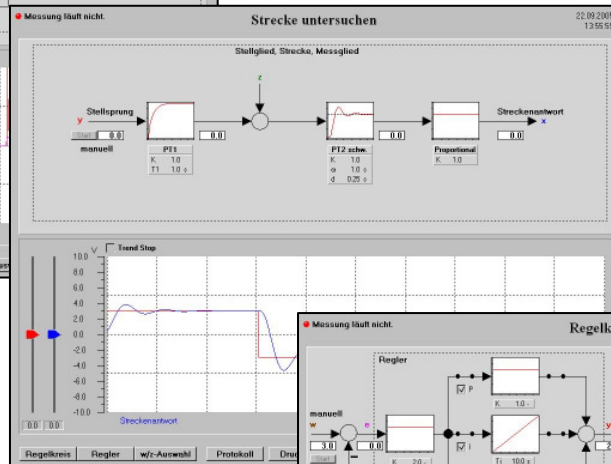 Messung läuft nicht.
Strecke untersuchen
22.09.2005
13:55:55
Stellglied, Strecke, Messglied
z
Stellsprung
y
Start 0.0
manuell
0.0
0.0
Streckenantwort
x
0.0
PT1
K 1.0
T1 1.0
PT2 schw.
K 1.0
1.0
d 0.25
Proportional
K 1.0
V
Trend Stop
10.0
8.0
6.0
4.0
2.0
0.0
-2.0
-4.0
-6.0
-8.0
-10.0
0.0 0.0
Streckenantwort
Regelkreis Regler w/z-Auswahl Protokoll
Messung läuft nicht.
Regler
P
K 1.0
manuell
w
e
y
3.0
0.0
Start
K 2.0
I
Ti 10.0 s